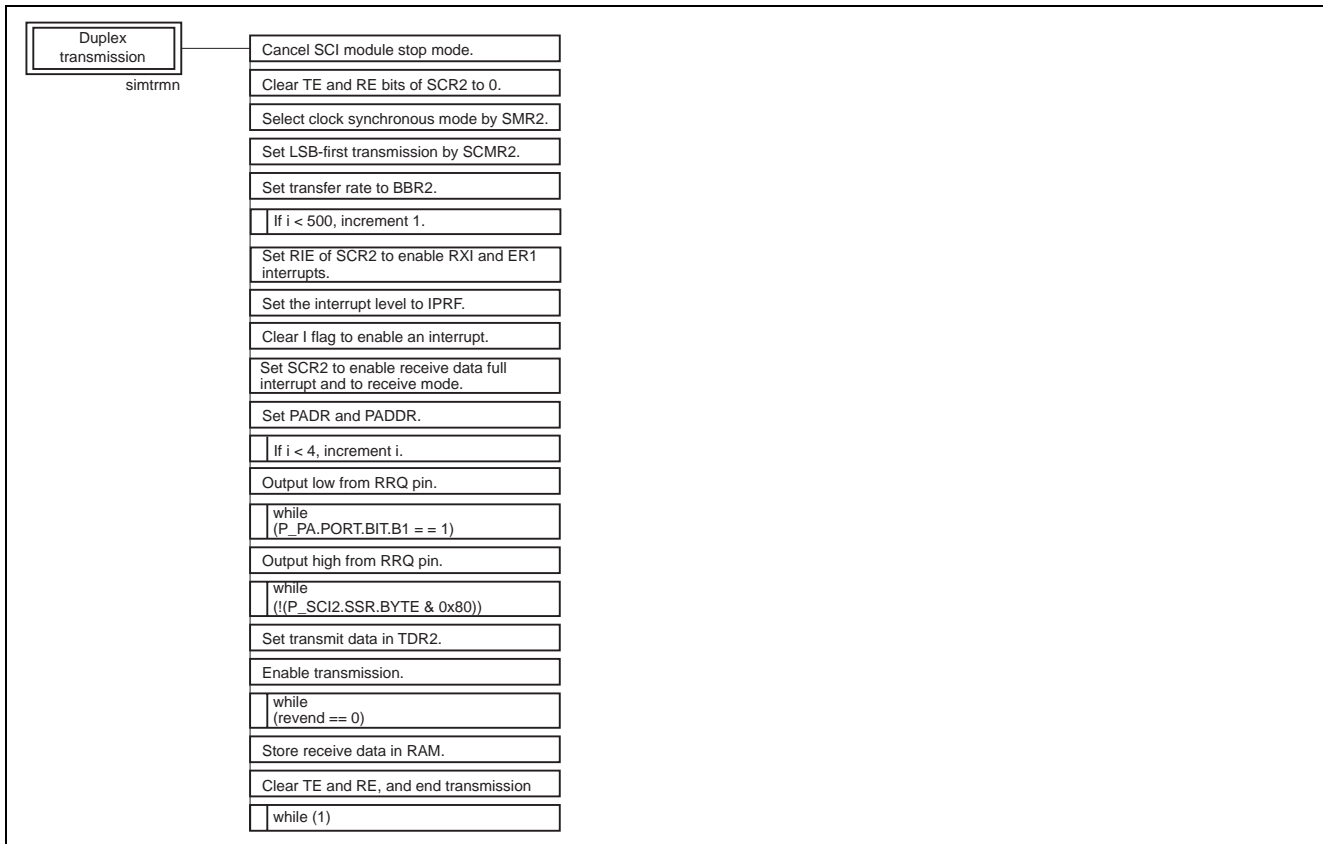 Duplex
transmission
simtrmn
Cancel SCI module stop mode.
Clear TE and RE bits of SCR2 to 0.
Select clock synchronous mode by SMR2.
Set LSB-first transmission by SCMR2.
Set transfer rate to BBR2.
If i < 500, increment 1.
Set RIE of SCR2 to enable RXI and ER1
interrupts.
Set the interrupt level to IPRF.
Clear I flag to enable an interrupt.
Set SCR2 to enable receive data full
interrupt and to receive mode.
Set PADR and PADDR.
If i < 4, increment i.
Output low from RRQ pin.
while
(P_PA.PORT.BIT.B1 = = 1)
Output high from RRQ pin.
while
(!(P_SCI2.SSR.BYTE & 0x80))
Set transmit data in TDR2.
Enable transmission.
while
(revend == 0)
Store receive data in RAM.
Clear TE and RE, and end transmission
while (1)